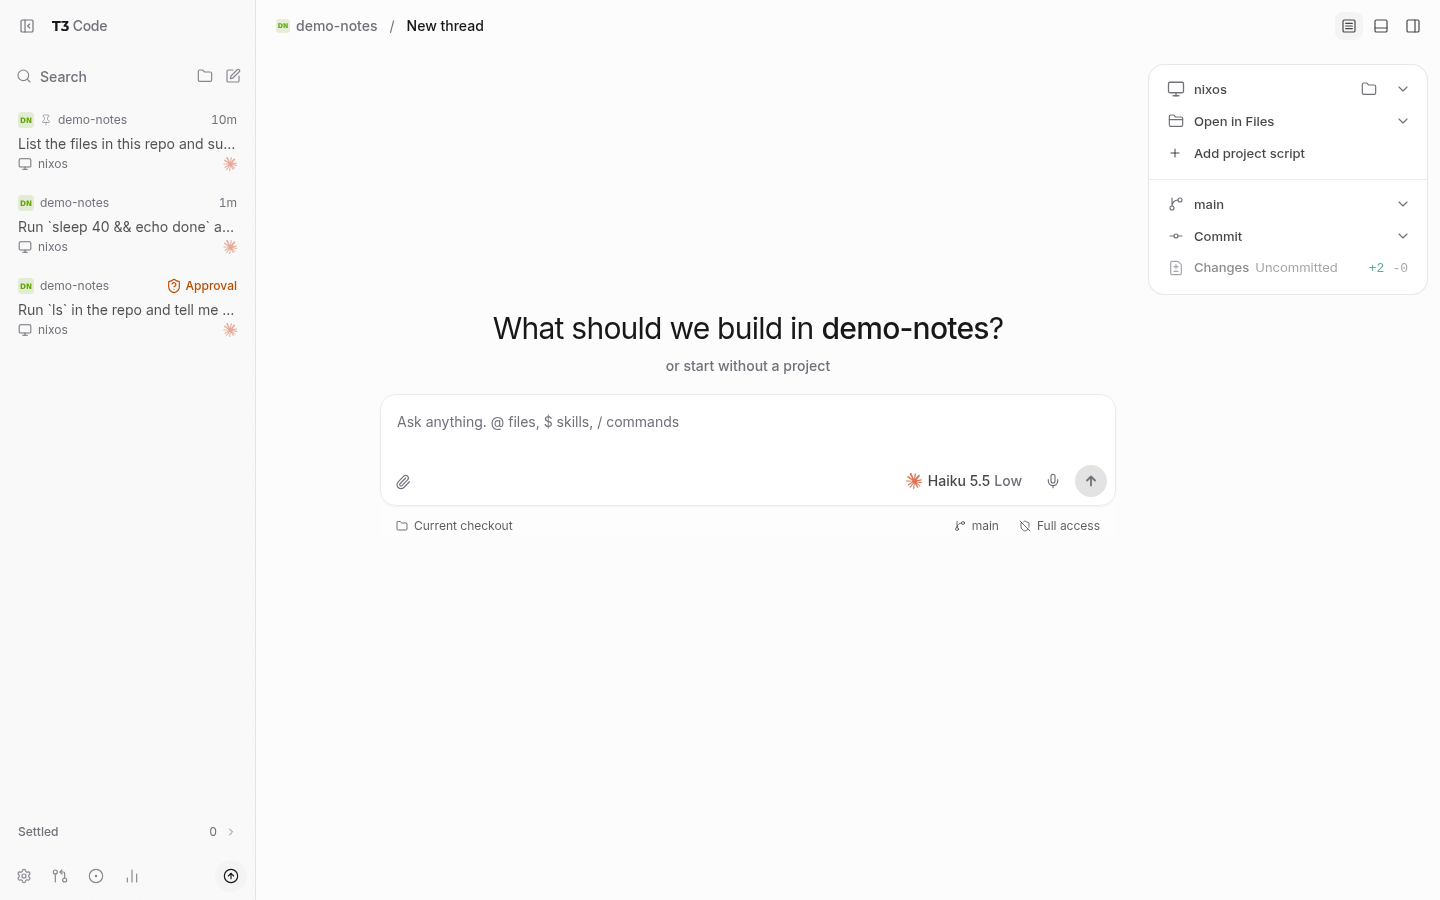 T3 Code
Search
DN demo-notes 10m
List the files in this repo and su...
nixos
DN demo-notes 1m
Run `sleep 40 && echo done` a...
nixos
DN demo-notes Approval
Run `ls` in the repo and tell me ...
nixos
Settled 0
DN demo-notes / New thread
nixos
Open in Files
Add project script
main
Commit
Changes Uncommitted +2 -0
What should we build in demo-notes?
or start without a project
Ask anything. @ files, $ skills, / commands
Haiku 5.5 Low
Current checkout main Full access